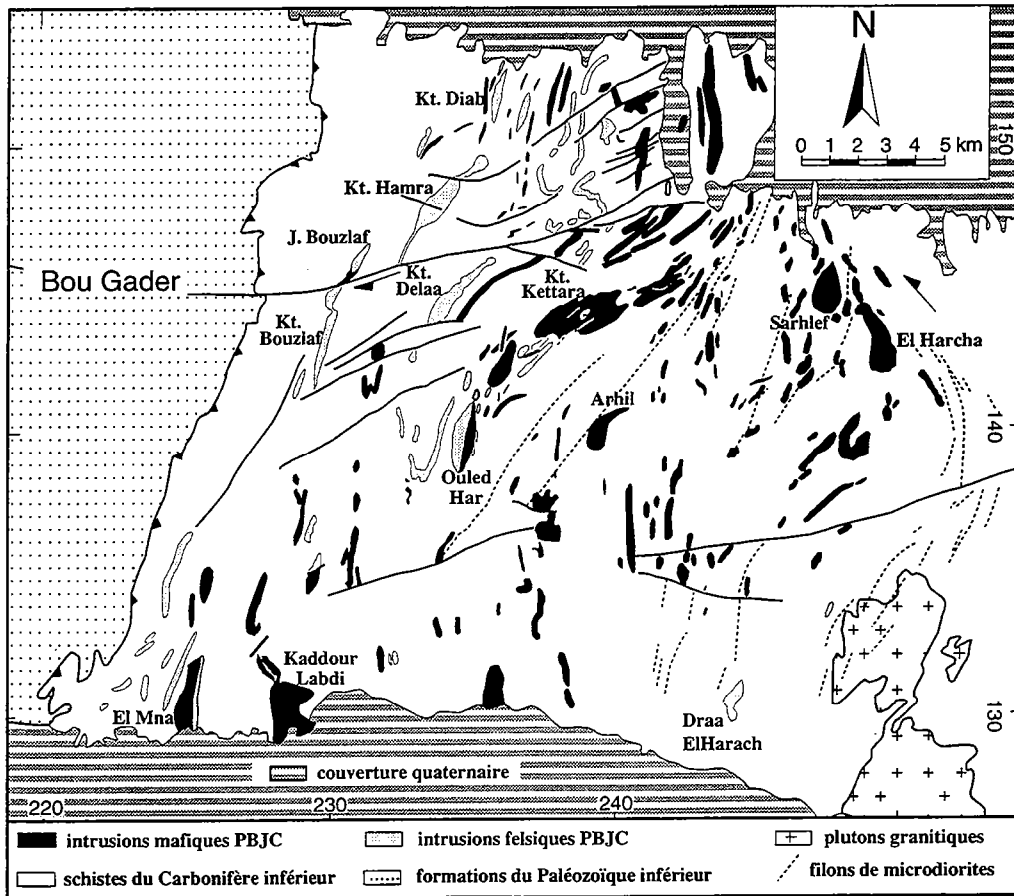 N
0 1 2 3 4 5 km
150
Kt. Diab
Kt. Hamra
J. Bouzlaf
Bou Gader
Kt.
Delaa
Kt.
Kettara
Kt.
Bouzlaf
Sarhlef
El Harcha
Arhil
140
Ouled
Har
Kaddour
Labdi
El Mna
Draa
ElHarach
130
couverture quaternaire
220
230
240
intrusions mafiques PBJC
intrusions felsiques PBJC
plutons granitiques
schistes du Carbonifère inférieur
formations du Paléozoïque inférieur
filons de microdiorites